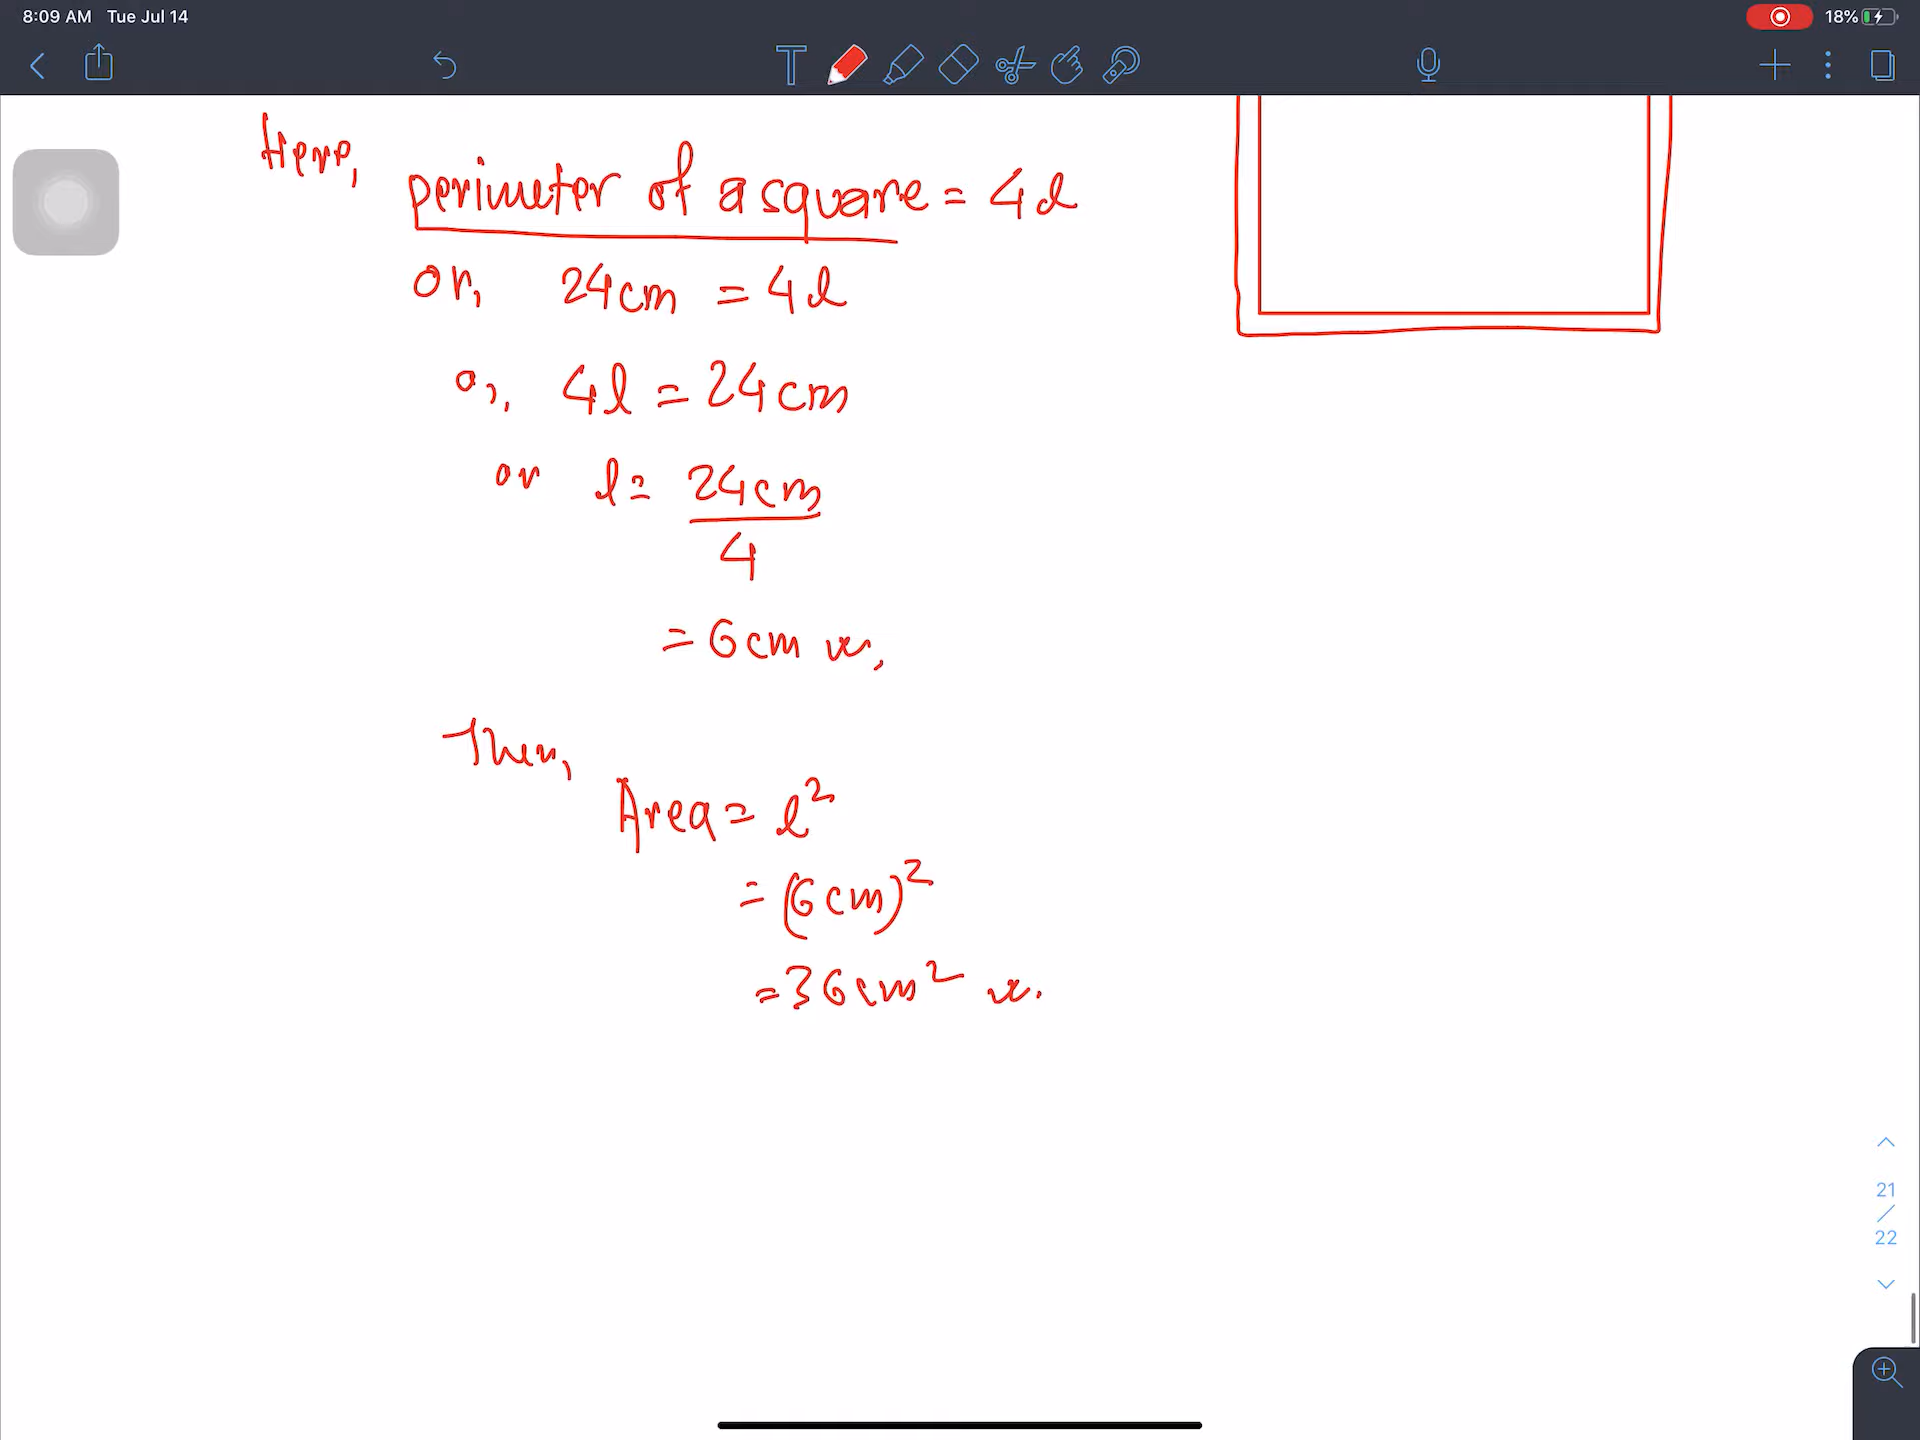 8:09 AM Tue Jul 14
18%
Here,
perimeter of a square = 4l
or, 24cm = 4l
or, 4l = 24cm
or l = 24cm
4
= 6cm
Then,
Area = l²
= (6cm)²
= 36cm²
21
/
22